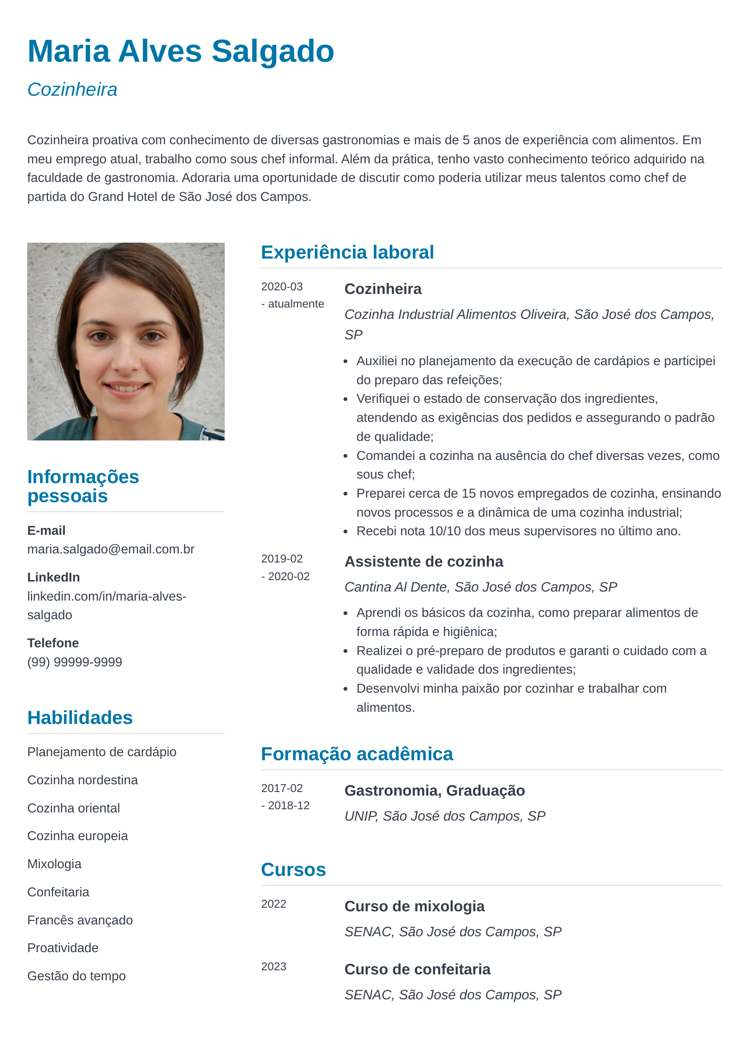 Maria Alves Salgado
Cozinheira
Cozinheira proativa com conhecimento de diversas gastronomias e mais de 5 anos de experiência com alimentos. Em
meu emprego atual, trabalho como sous chef informal. Além da prática, tenho vasto conhecimento teórico adquirido na
faculdade de gastronomia. Adoraria uma oportunidade de discutir como poderia utilizar meus talentos como chef de
partida do Grand Hotel de São José dos Campos.
Informações
pessoais
E-mail
maria.salgado@email.com.br
LinkedIn
linkedin.com/in/maria-alves-
salgado
Telefone
(99) 99999-9999
Habilidades
Planejamento de cardápio
Cozinha nordestina
Cozinha oriental
Cozinha europeia
Mixologia
Confeitaria
Francês avançado
Proatividade
Gestão do tempo
Experiência laboral
2020-03
- atualmente
Cozinheira
Cozinha Industrial Alimentos Oliveira, São José dos Campos,
SP
• Auxiliei no planejamento da execução de cardápios e participei
do preparo das refeições;
• Verifiquei o estado de conservação dos ingredientes,
atendendo as exigências dos pedidos e assegurando o padrão
de qualidade;
• Comandei a cozinha na ausência do chef diversas vezes, como
sous chef;
• Preparei cerca de 15 novos empregados de cozinha, ensinando
novos processos e a dinâmica de uma cozinha industrial;
• Recebi nota 10/10 dos meus supervisores no último ano.
2019-02
- 2020-02
Assistente de cozinha
Cantina Al Dente, São José dos Campos, SP
• Aprendi os básicos da cozinha, como preparar alimentos de
forma rápida e higiênica;
• Realizei o pré-preparo de produtos e garanti o cuidado com a
qualidade e validade dos ingredientes;
• Desenvolvi minha paixão por cozinhar e trabalhar com
alimentos.
Formação acadêmica
2017-02
- 2018-12
Gastronomia, Graduação
UNIP, São José dos Campos, SP
Cursos
2022
Curso de mixologia
SENAC, São José dos Campos, SP
2023
Curso de confeitaria
SENAC, São José dos Campos, SP